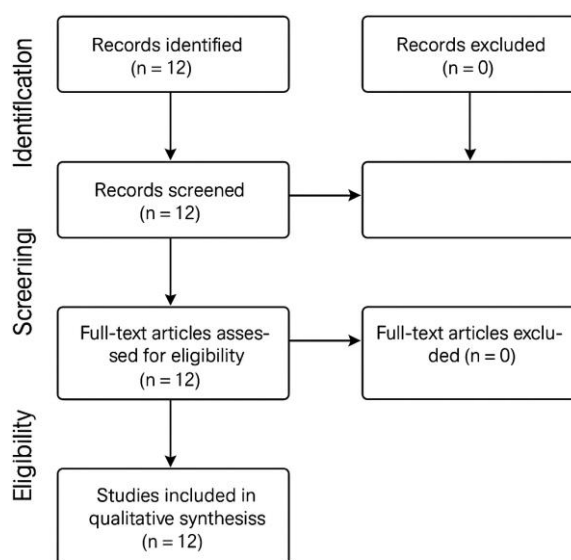 Identification
Records identified
(n = 12)
Records excluded
(n = 0)
Records screened
(n = 12)
Screening
Full-text articles asses-
sed for eligibility
(n = 12)
Full-text articles exclu-
ded (n = 0)
Eligibility
Studies included in
qualitative synthesiss
(n = 12)